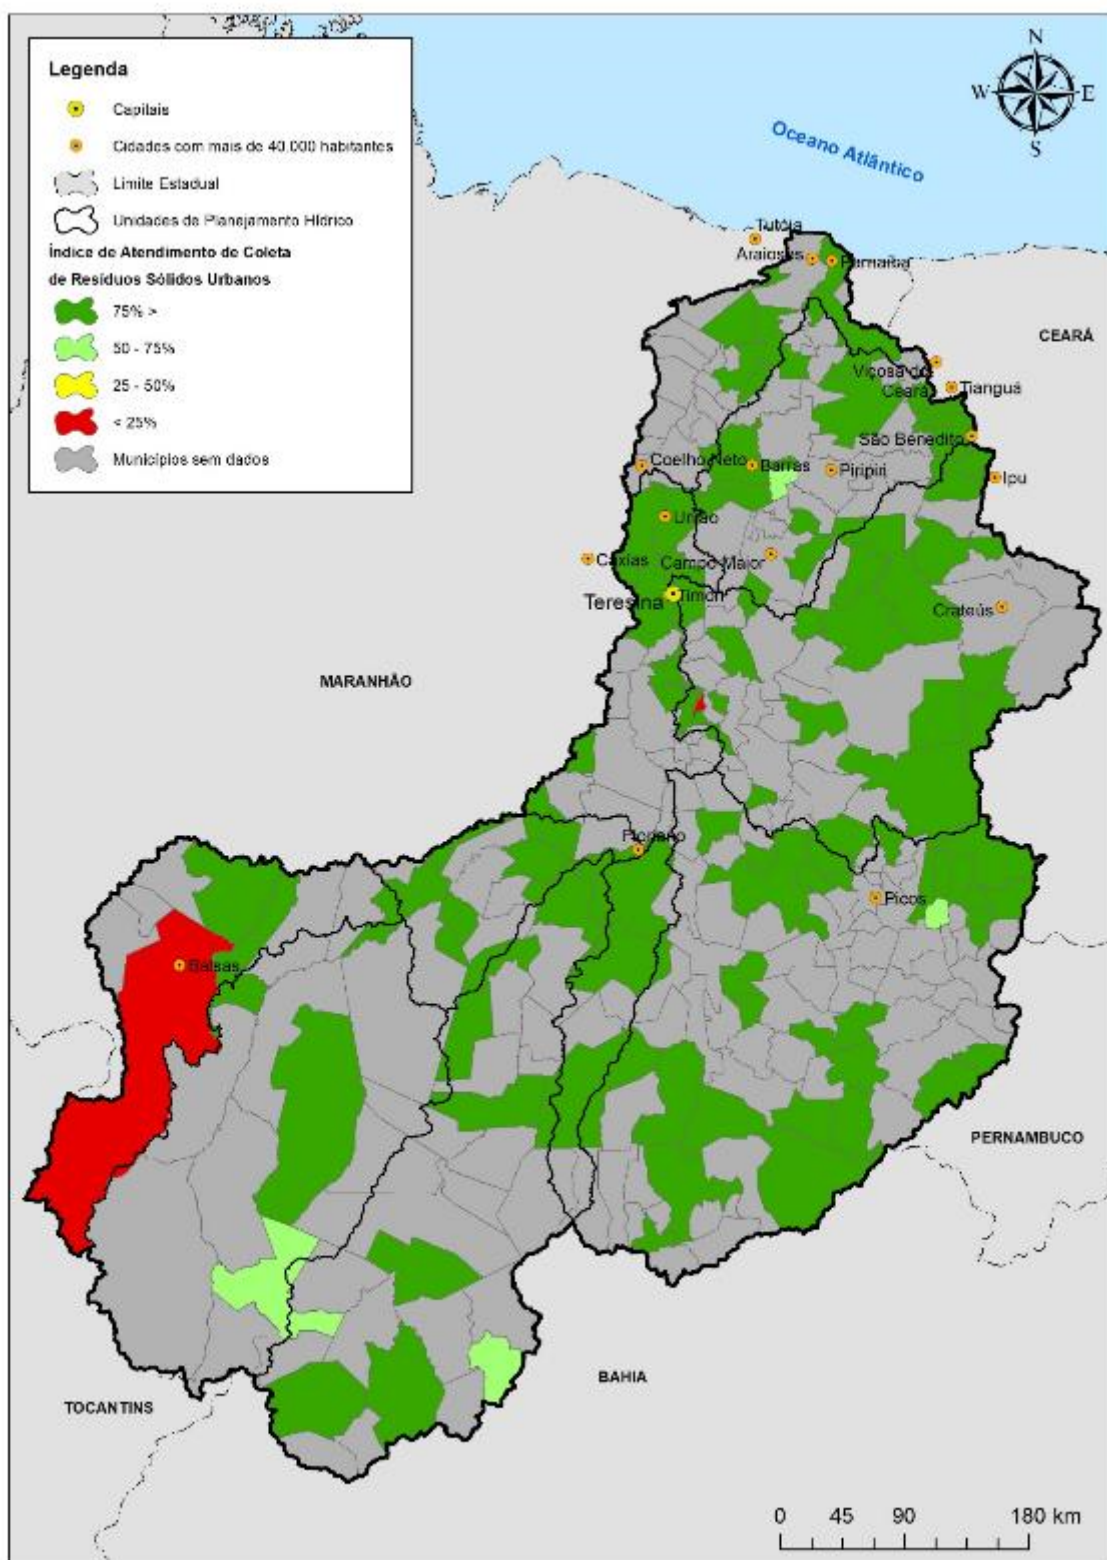 Legenda
Capitais
Cidades com mais de 40.000 habitantes
Limite Estadual
Unidades de Planejamento Hídrico
Índice de Atendimento de Coleta
de Resíduos Sólidos Urbanos
75% >
50 - 75%
25 - 50%
< 25%
Municípios sem dados
N
W
E
S
Oceano Atlântico
Tutóia
Araioses
Parnaíba
CEARÁ
Viçosa do
Ceará
Tianguá
São Benedito
Coelho Neto
Barras
Piripiri
Ipu
União
Caxias
Campo Maior
Teresina
Timon
Crateús
MARANHÃO
Floriano
Picos
Balsas
PERNAMBUCO
BAHIA
TOCANTINS
0 45 90 180 km